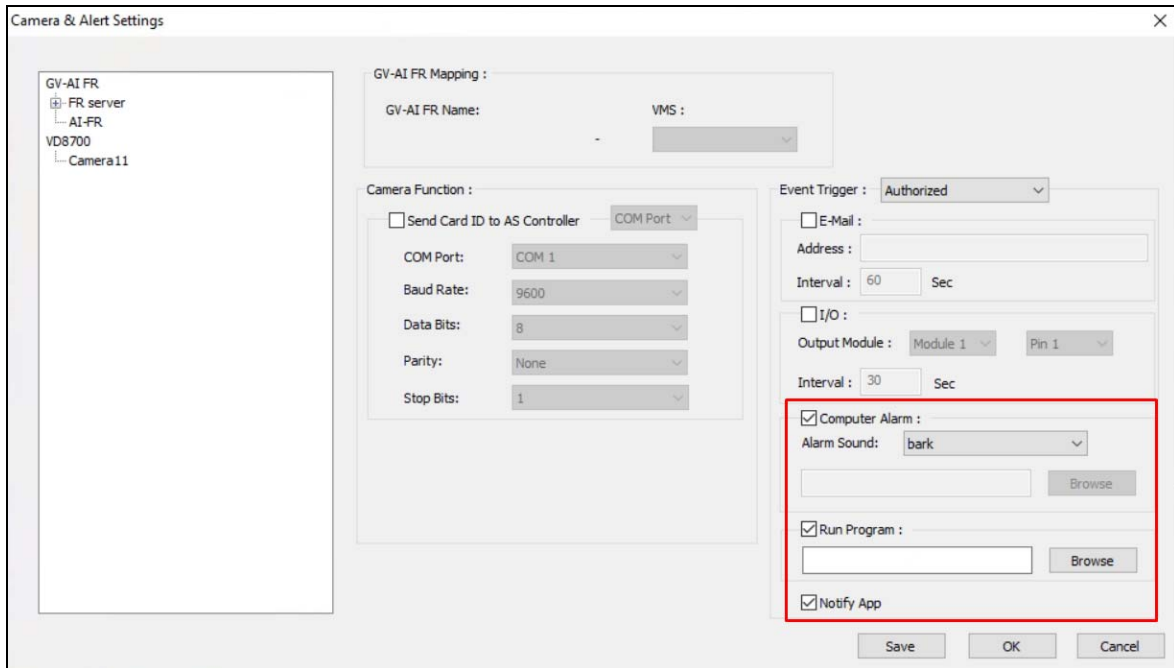 Camera & Alert Settings
GV-AI FR
FR server
AI-FR
VD8700
Camera11
GV-AI FR Mapping :
GV-AI FR Name: VMS :
-
Camera Function :
Send Card ID to AS Controller COM Port
COM Port: COM 1
Baud Rate: 9600
Data Bits: 8
Parity: None
Stop Bits: 1
Event Trigger : Authorized
E-Mail :
Address :
Interval : 60 Sec
I/O :
Output Module : Module 1 Pin 1
Interval : 30 Sec
Computer Alarm :
Alarm Sound: bark
Browse
Run Program :
Browse
Notify App
Save OK Cancel